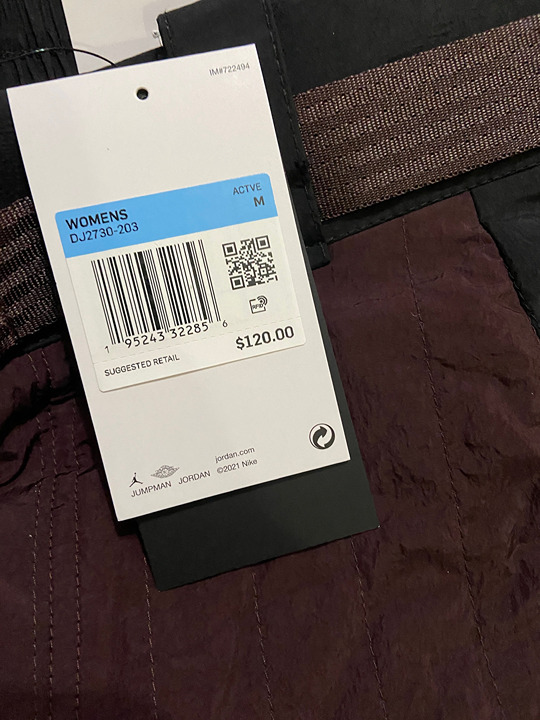 IM#722494
WOMENS
ACTVE
DJ2730-203
M
RFID
1 95243 32285 6
SUGGESTED RETAIL
$120.00
jordan.com
JUMPMAN JORDAN ©2021 Nike